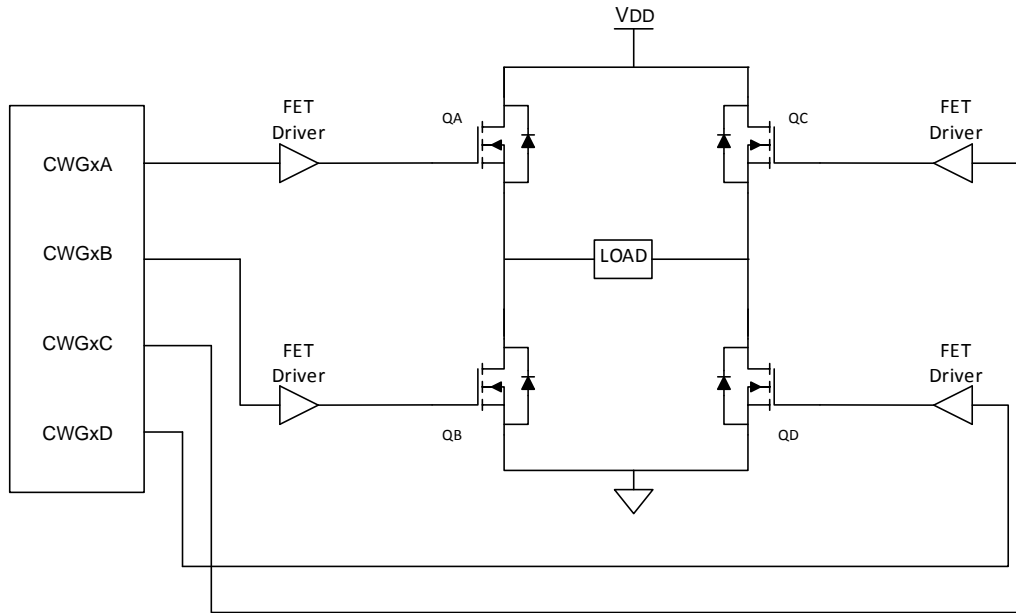 VDD
FET
Driver
QA
QC
FET
Driver
CWGxA
CWGxB
LOAD
CWGxC
FET
Driver
FET
Driver
CWGxD
QB
QD